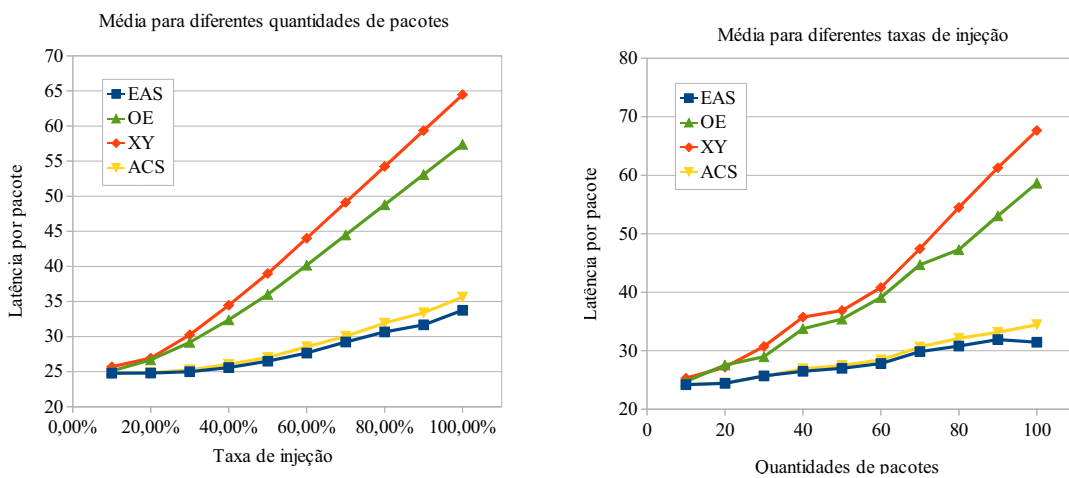 Média para diferentes quantidades de pacotes
70
65
60
55
50
45
40
35
30
25
20
EAS
OE
XY
ACS
Latência por pacote
0,00%
20,00%
40,00%
60,00%
80,00%
100,00%
Taxa de injeção
Média para diferentes taxas de injeção
80
70
60
50
40
30
20
EAS
OE
XY
ACS
Latência por pacote
0
20
40
60
80
100
Quantidades de pacotes